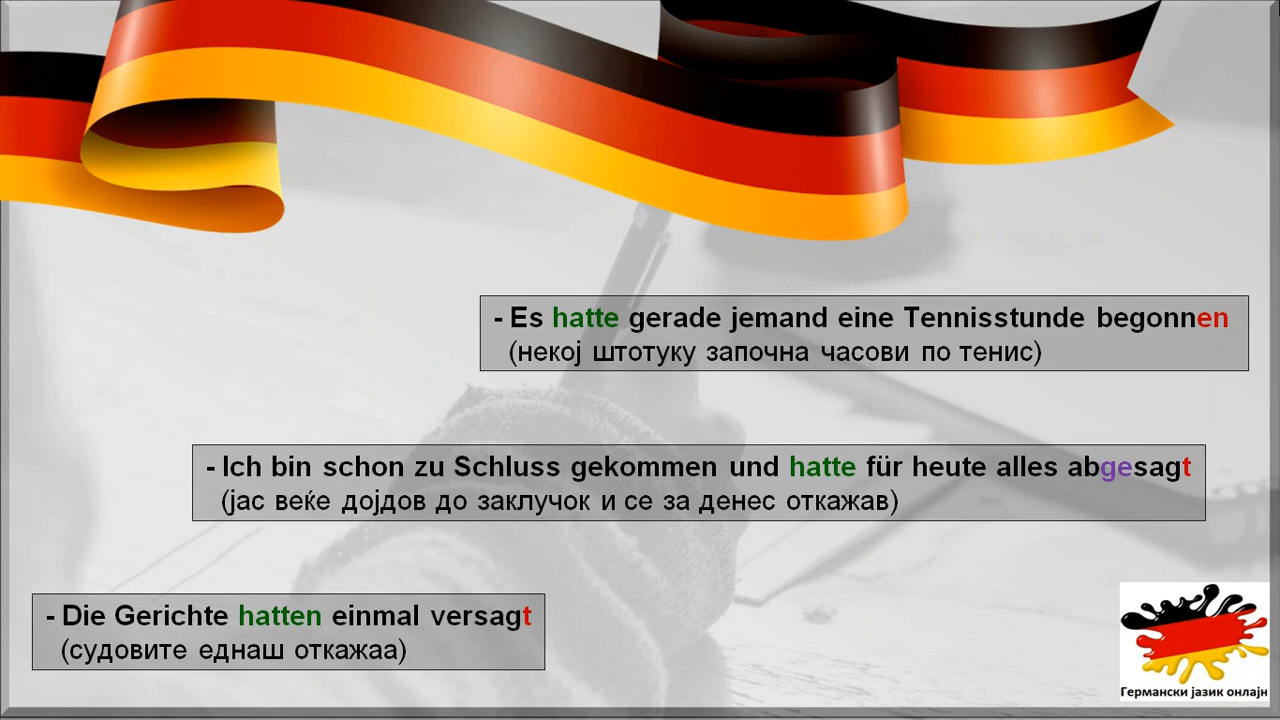 - Es hatte gerade jemand eine Tennisstunde begonnen
(некој штотуку започна часови по тенис)
- Ich bin schon zu Schluss gekommen und hatte für heute alles abgesagt
(јас веќе дојдов до заклучок и се за денес откажав)
- Die Gerichte hatten einmal versagt
(судовите еднаш откажаа)
Германски јазик онлајн